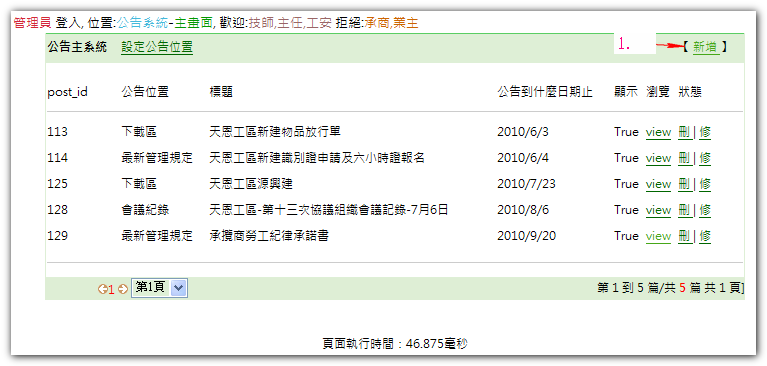 管理員 登入, 位置:公告系統-主畫面, 歡迎:技師,主任,工安 拒絕:承商,業主
公告主系統 設定公告位置 1. 【 新增 】
post_id 公告位置 標題 公告到什麼日期止 顯示 瀏覽 狀態
113 下載區 天恩工區新建物品放行單 2010/6/3 True view 刪 | 修
114 最新管理規定 天恩工區新建識別證申請及六小時證報名 2010/6/4 True view 刪 | 修
125 下載區 天恩工區源興建 2010/7/23 True view 刪 | 修
128 會議紀錄 天恩工區-第十三次協議組織會議記錄-7月6日 2010/8/6 True view 刪 | 修
129 最新管理規定 承攬商勞工紀律承諾書 2010/9/20 True view 刪 | 修
1 第1頁 第 1 到 5 篇/共 5 篇 共 1 頁]
頁面執行時間：46.875毫秒